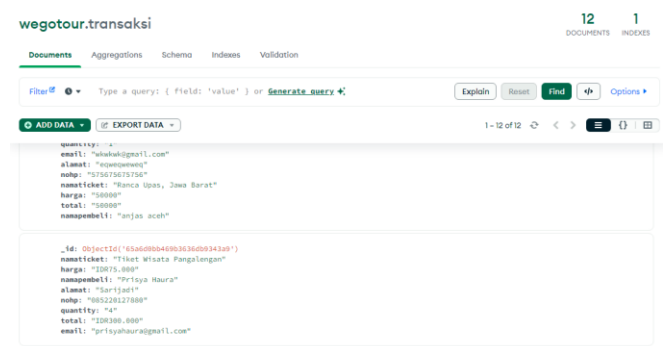 wegotour.transaksi
12 DOCUMENTS
1 INDEXES
Documents Aggregations Schema Indexes Validation
Filter Type a query: { field: 'value' } or Generate query Explain Reset Find </> Options
ADD DATA EXPORT DATA 1 – 12 of 12 {}
quantity: "1"
email: "wkwkwk@gmail.com"
alamat: "eqweqweweq"
nohp: "575675675756"
namaticket: "Ranca Upas, Jawa Barat"
harga: "50000"
total: "50000"
namapembeli: "anjas aceh"
_id: ObjectId('65a6d0bb469b3636db9343a9')
namaticket: "Tiket Wisata Pangalengan"
harga: "IDR75.000"
namapembeli: "Prisya Haura"
alamat: "Sarijadi"
nohp: "085220127880"
quantity: "4"
total: "IDR300.000"
email: "prisyahaura@gmail.com"